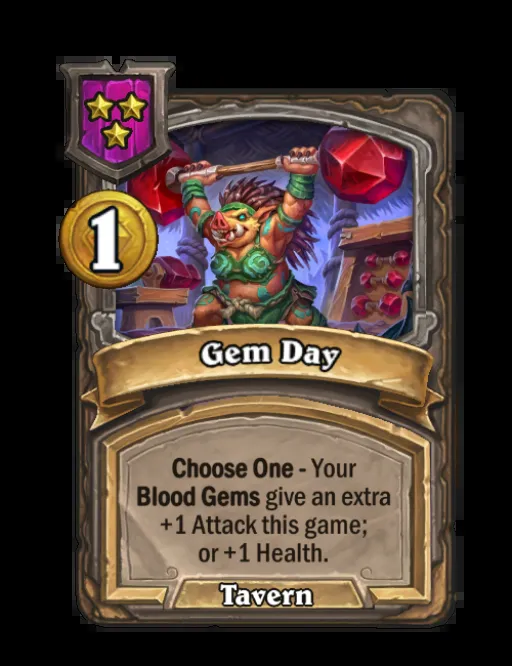 1
Gem Day
Choose One - Your
Blood Gems give an extra
+1 Attack this game;
or +1 Health.
Tavern